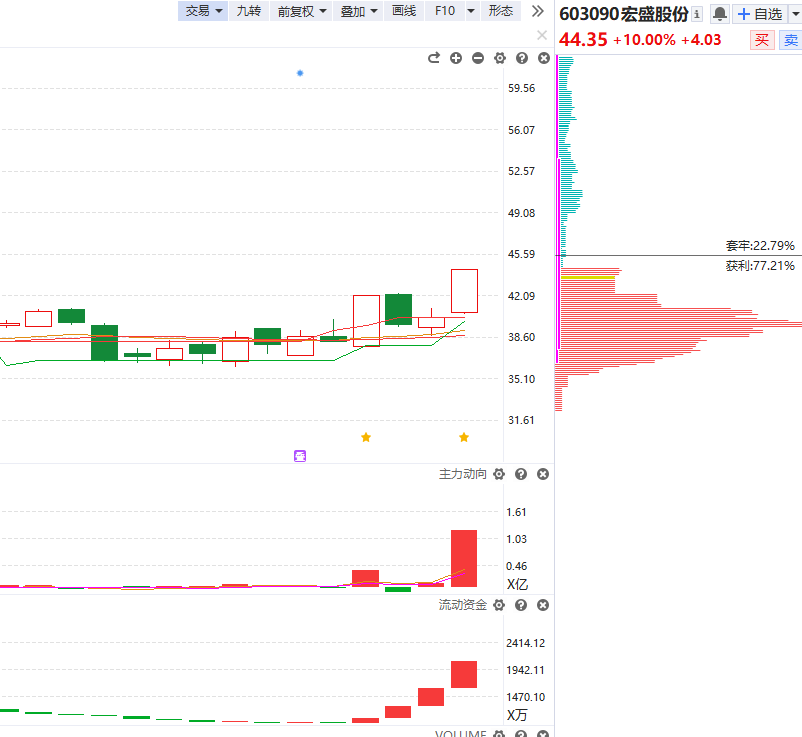 交易 九转 前复权 叠加 画线 F10 形态
603090宏盛股份 自选
44.35 +10.00% +4.03 买 卖
59.56
56.07
52.57
49.08
45.59
套牢:22.79%
获利:77.21%
42.09
38.60
35.10
31.61
主力动向
1.61
1.03
0.46
X亿
流动资金
2414.12
1942.11
1470.10
X万
VOLUME